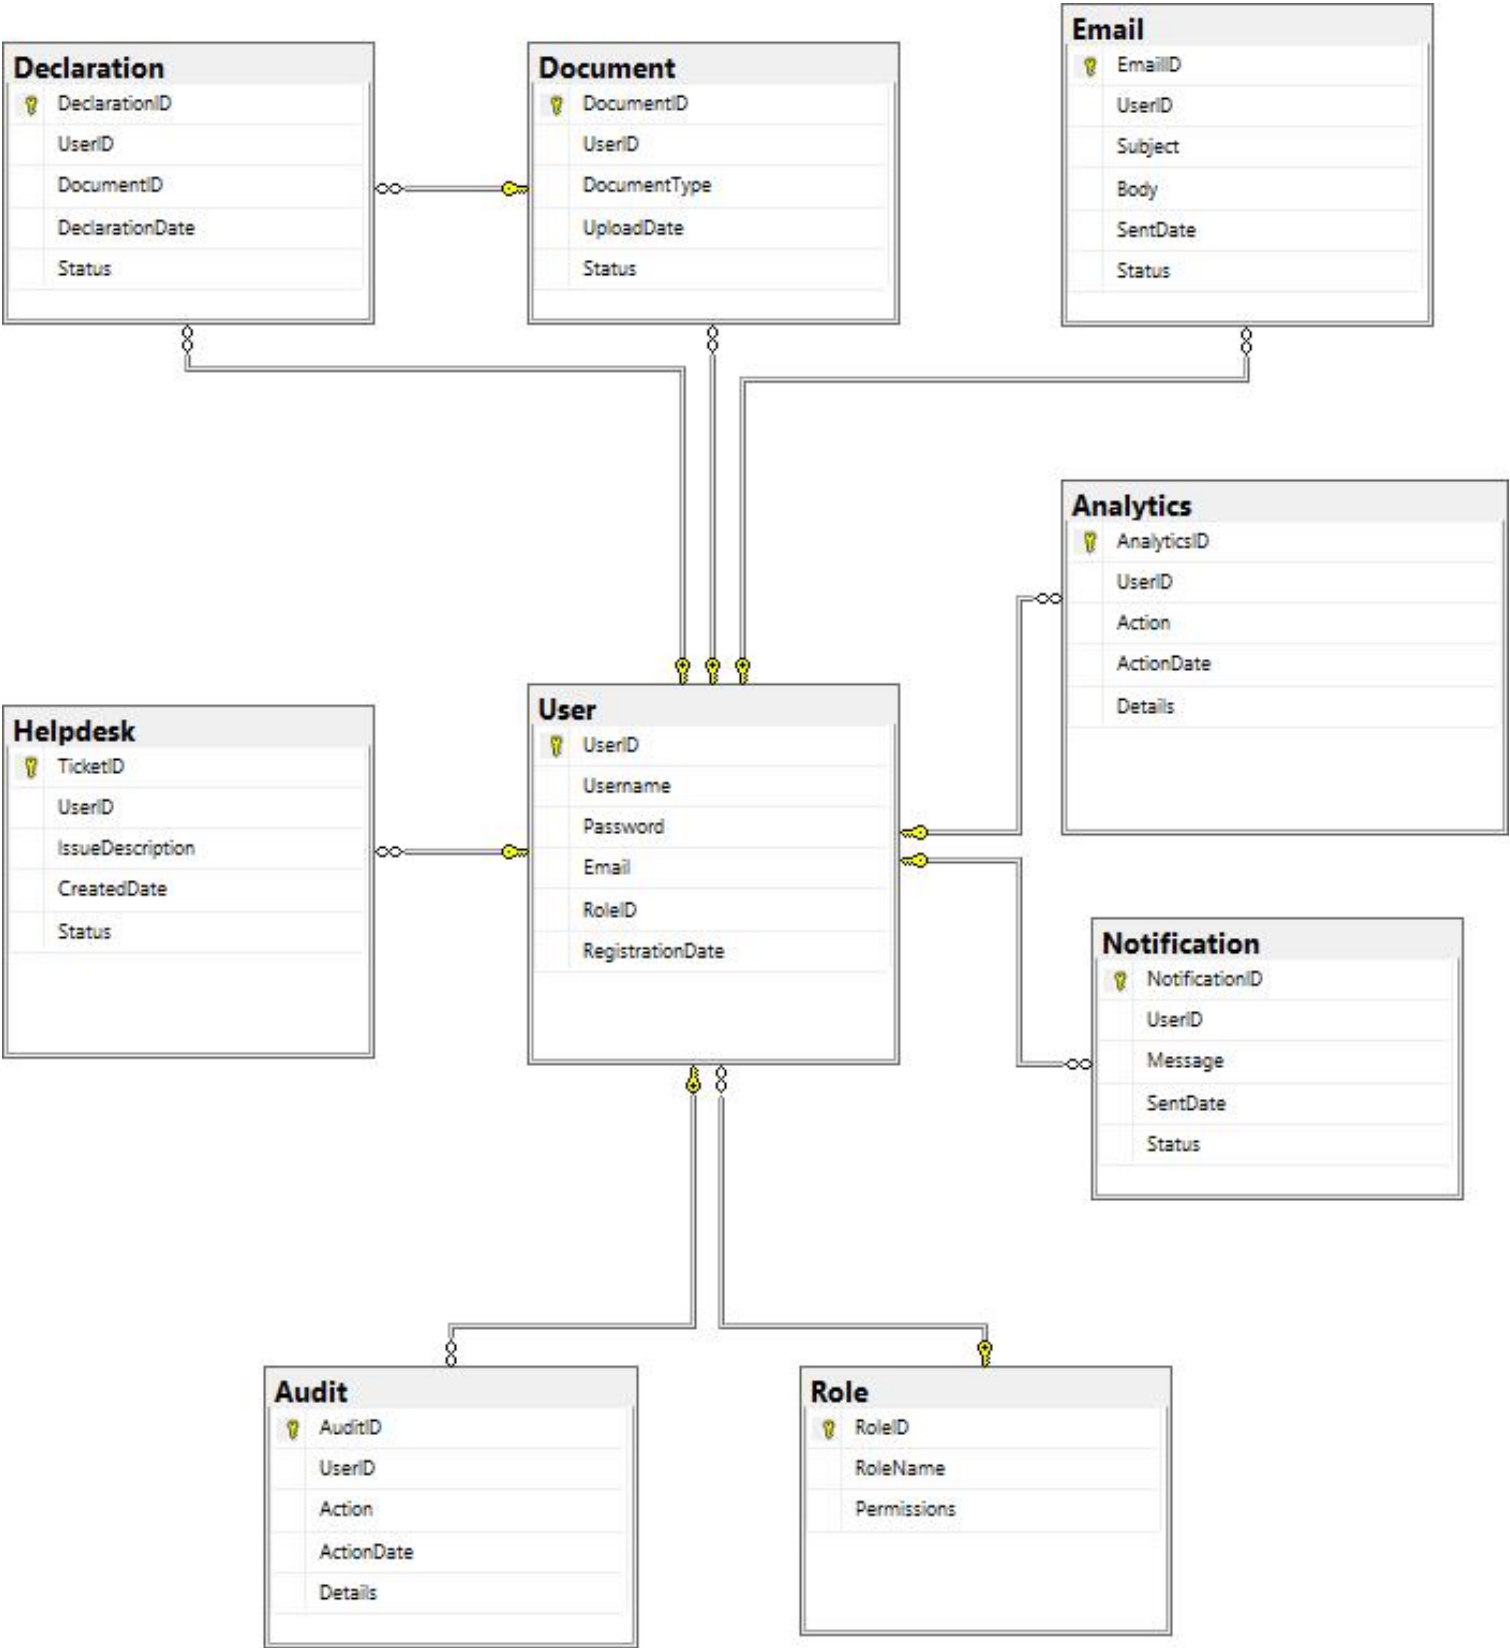 Declaration
DeclarationID
UserID
DocumentID
DeclarationDate
Status
Document
DocumentID
UserID
DocumentType
UploadDate
Status
Email
EmailID
UserID
Subject
Body
SentDate
Status
Analytics
AnalyticsID
UserID
Action
ActionDate
Details
Helpdesk
TicketID
UserID
IssueDescription
CreatedDate
Status
User
UserID
Username
Password
Email
RoleID
RegistrationDate
Notification
NotificationID
UserID
Message
SentDate
Status
Audit
AuditID
UserID
Action
ActionDate
Details
Role
RoleID
RoleName
Permissions